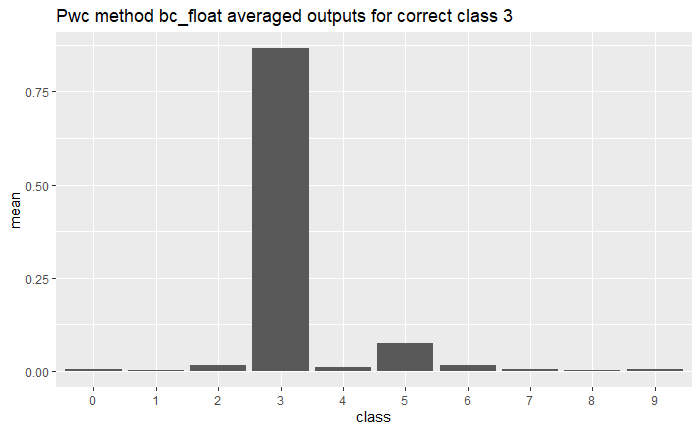 Pwc method bc_float averaged outputs for correct class 3
mean
0.75
0.50
0.25
0.00
0 1 2 3 4 5 6 7 8 9
class